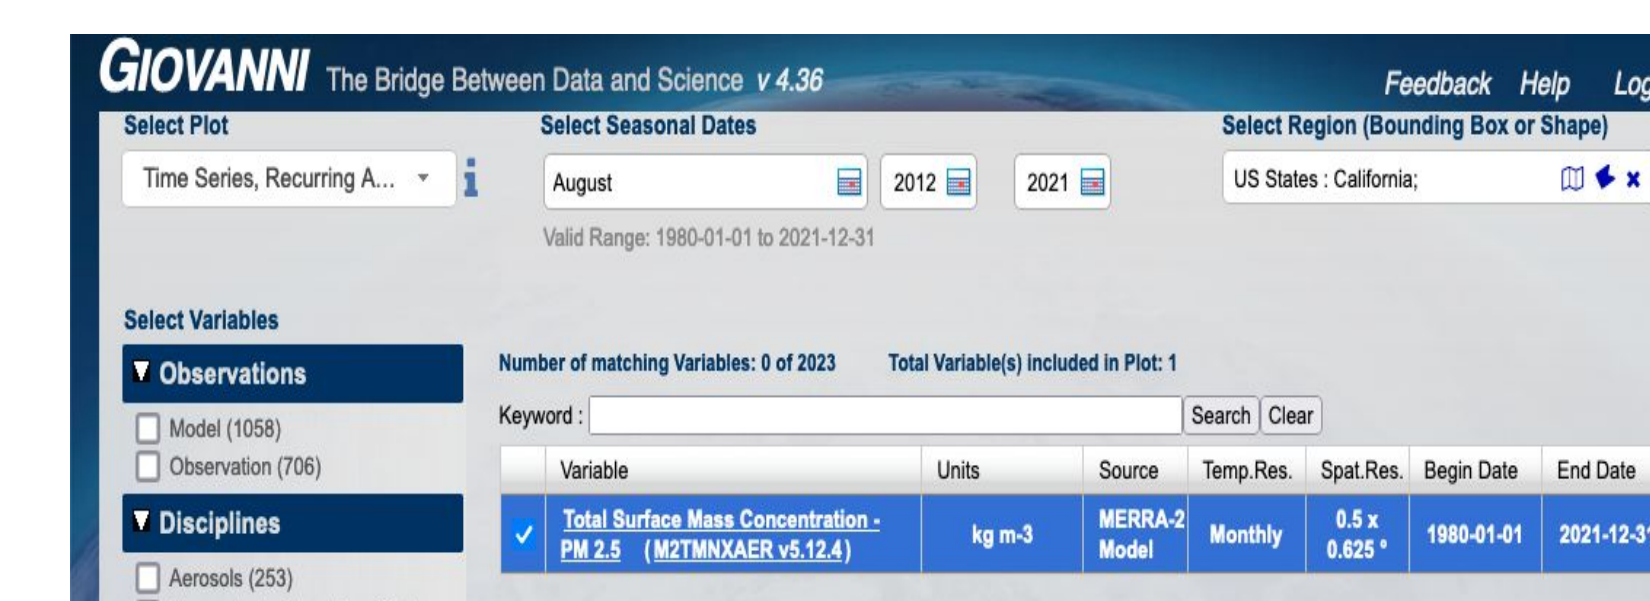 GIOVANNI The Bridge Between Data and Science v 4.36 Feedback Help
Select Plot Select Seasonal Dates Select Region (Bounding Box or Shape)
Time Series, Recurring A... August 2012 2021 US States : California;
Valid Range: 1980-01-01 to 2021-12-31
Select Variables
Observations Number of matching Variables: 0 of 2023 Total Variable(s) included in Plot: 1
Keyword : Search Clear
Model (1058)
Observation (706) Variable Units Source Temp.Res. Spat.Res. Begin Date End Date
Disciplines Total Surface Mass Concentration - kg m-3 MERRA-2 Monthly 0.5 x 1980-01-01 2021-12-31
PM 2.5 (M2TMNXAER v5.12.4) Model 0.625 °
Aerosols (253)